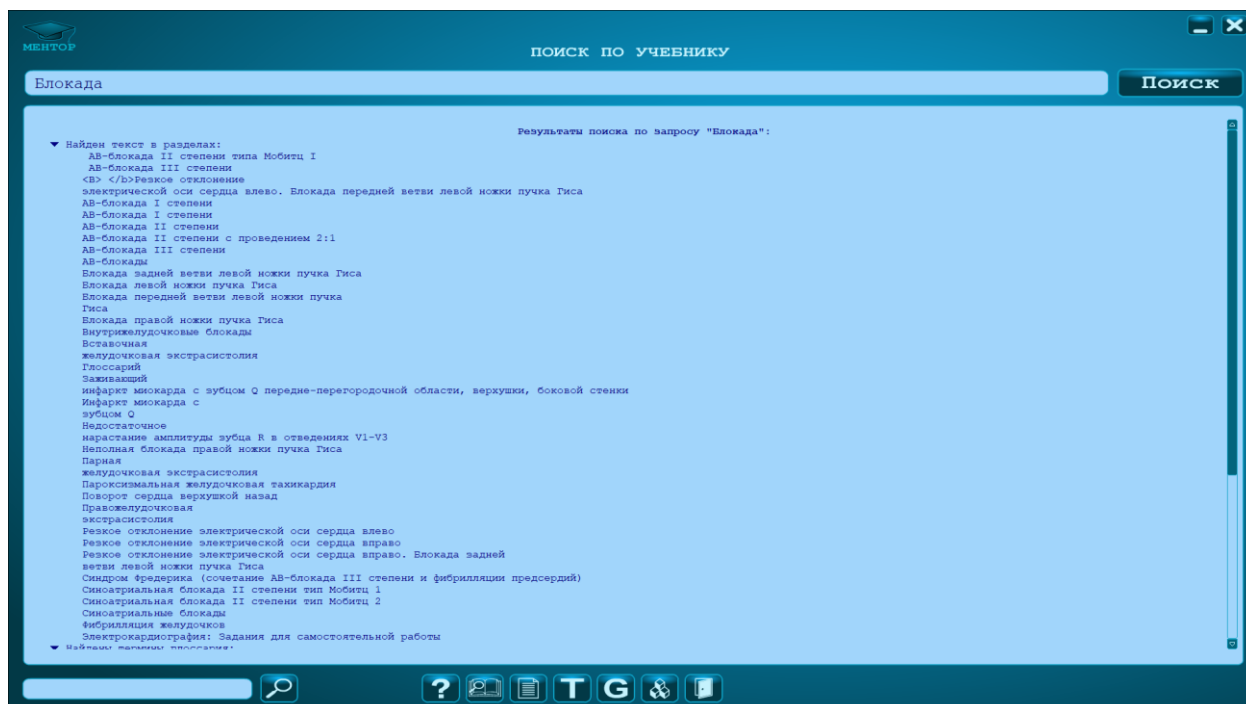 МЕНТОР
ПОИСК ПО УЧЕБНИКУ
Блокада
Поиск
Результаты поиска по запросу "Блокада":
Найден текст в разделах:
АВ-блокада II степени типа Мобитц I
АВ-блокада III степени
<B> </b>Резкое отклонение
электрической оси сердца влево. Блокада передней ветви левой ножки пучка Гиса
АВ-блокада I степени
АВ-блокада I степени
АВ-блокада II степени
АВ-блокада II степени с проведением 2:1
АВ-блокада III степени
АВ-блокады
Блокада задней ветви левой ножки пучка Гиса
Блокада левой ножки пучка Гиса
Блокада передней ветви левой ножки пучка
Гиса
Блокада правой ножки пучка Гиса
Внутрижелудочковые блокады
Вставочная
желудочковая экстрасистолия
Глоссарий
Заживающий
инфаркт миокарда с зубцом Q передне-перегородочной области, верхушки, боковой стенки
Инфаркт миокарда с
зубцом Q
Недостаточное
нарастание амплитуды зубца R в отведениях V1-V3
Неполная блокада правой ножки пучка Гиса
Парная
желудочковая экстрасистолия
Пароксизмальная желудочковая тахикардия
Поворот сердца верхушкой назад
Правожелудочковая
экстрасистолия
Резкое отклонение электрической оси сердца влево
Резкое отклонение электрической оси сердца вправо
Резкое отклонение электрической оси сердца вправо. Блокада задней
ветви левой ножки пучка Гиса
Синдром Фредерика (сочетание АВ-блокада III степени и фибрилляции предсердий)
Синоатриальная блокада II степени тип Мобитц 1
Синоатриальная блокада II степени тип Мобитц 2
Синоатриальные блокады
Фибрилляция желудочков
Электрокардиография: Задания для самостоятельной работы
Найдены термины глоссария:
? T G